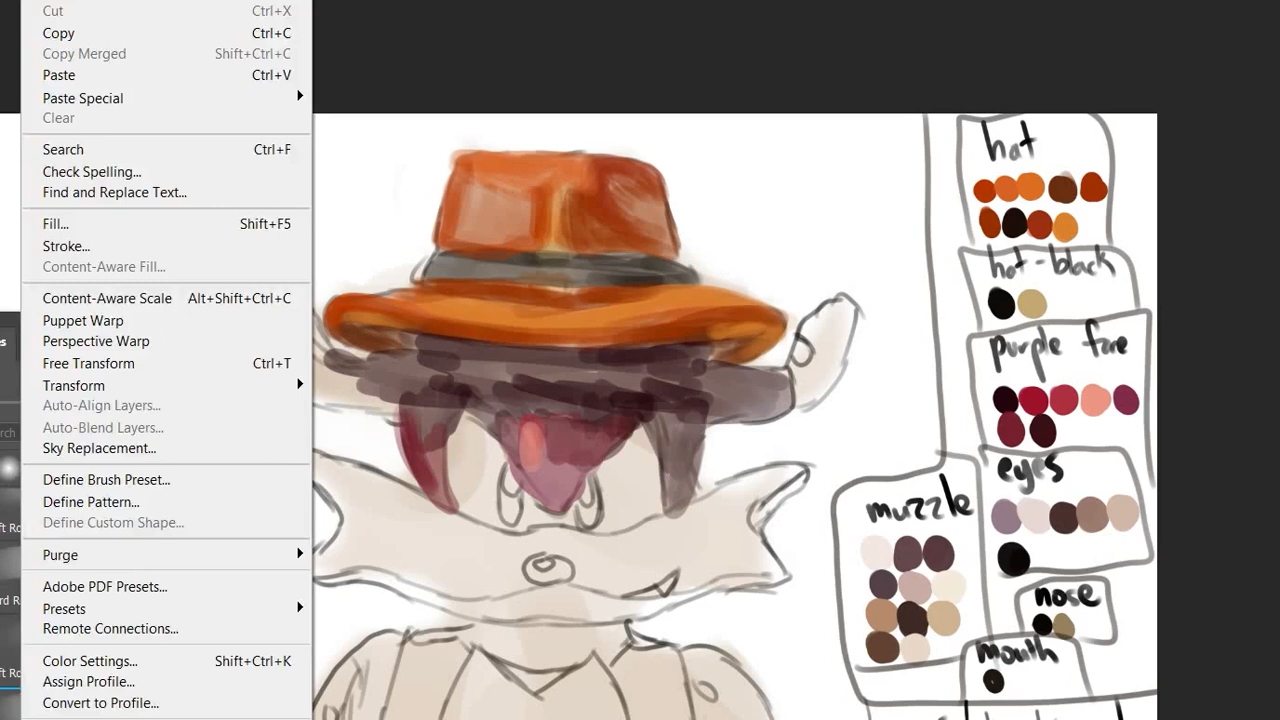 Cut Ctrl+X
Copy Ctrl+C
Copy Merged Shift+Ctrl+C
Paste Ctrl+V
Paste Special
Clear
Search Ctrl+F
Check Spelling...
Find and Replace Text...
Fill... Shift+F5
Stroke...
Content-Aware Fill...
Content-Aware Scale Alt+Shift+Ctrl+C
Puppet Warp
Perspective Warp
Free Transform Ctrl+T
Transform
Auto-Align Layers...
Auto-Blend Layers...
Sky Replacement...
Define Brush Preset...
Define Pattern...
Define Custom Shape...
Purge
Adobe PDF Presets...
Presets
Remote Connections...
Color Settings... Shift+Ctrl+K
Assign Profile...
Convert to Profile...
hat
hat-black
purple
eyes
muzzle
nose
mouth